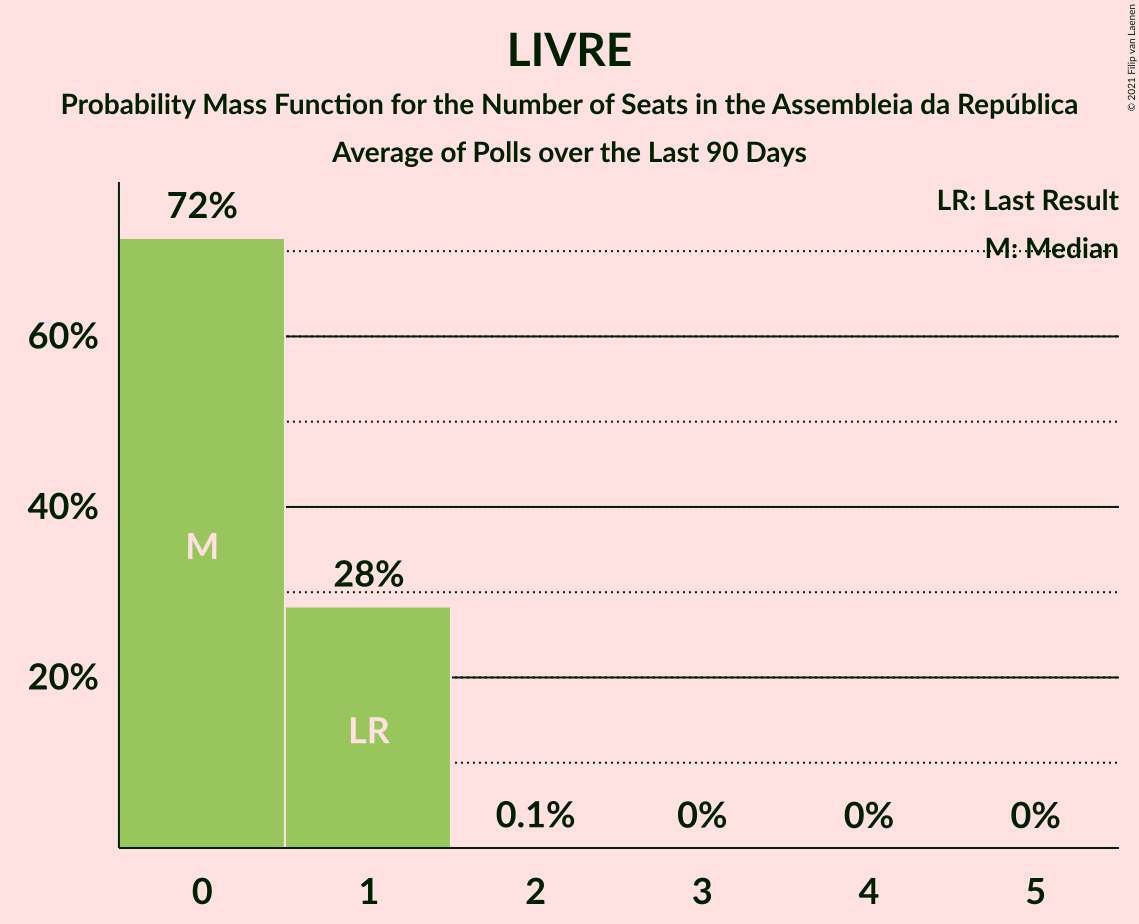 LIVRE
Probability Mass Function for the Number of Seats in the Assembleia da República
Average of Polls over the Last 90 Days
© 2021 Filip van Laenen
LR: Last Result
M: Median
72%
60%
40%
20%
M
28%
LR
0.1%
0%
0%
0%
0 1 2 3 4 5